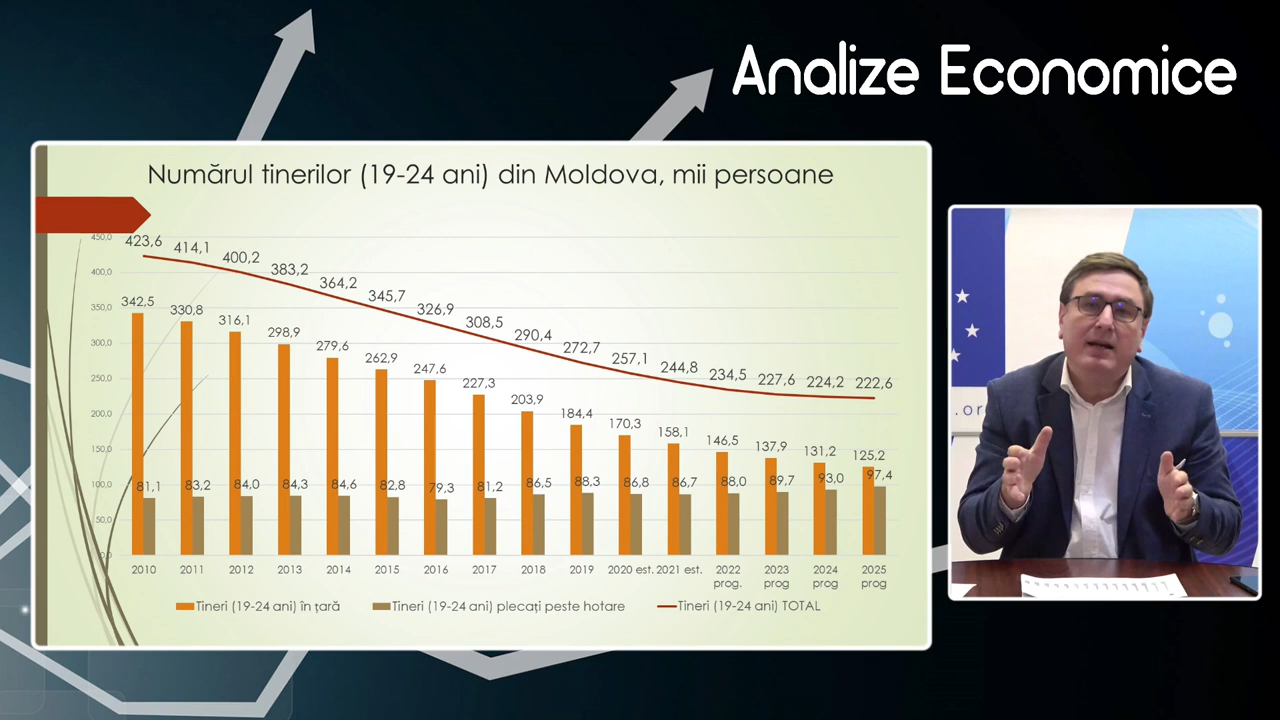 Analize Economice
Numărul tinerilor (19-24 ani) din Moldova, mii persoane
450,0
400,0
350,0
300,0
250,0
200,0
150,0
100,0
50,0
0,0
423,6 414,1 400,2 383,2 364,2 345,7 326,9 308,5 290,4 272,7 257,1 244,8 234,5 227,6 224,2 222,6
342,5 330,8 316,1 298,9 279,6 262,9 247,6 227,3 203,9 184,4 170,3 158,1 146,5 137,9 131,2 125,2
81,1 83,2 84,0 84,3 84,6 82,8 79,3 81,2 86,5 88,3 86,8 86,7 88,0 89,7 93,0 97,4
2010 2011 2012 2013 2014 2015 2016 2017 2018 2019 2020 est. 2021 est. 2022 prog. 2023 prog 2024 prog 2025 prog
Tineri (19-24 ani) în țară Tineri (19-24 ani) plecați peste hotare Tineri (19-24 ani) TOTAL